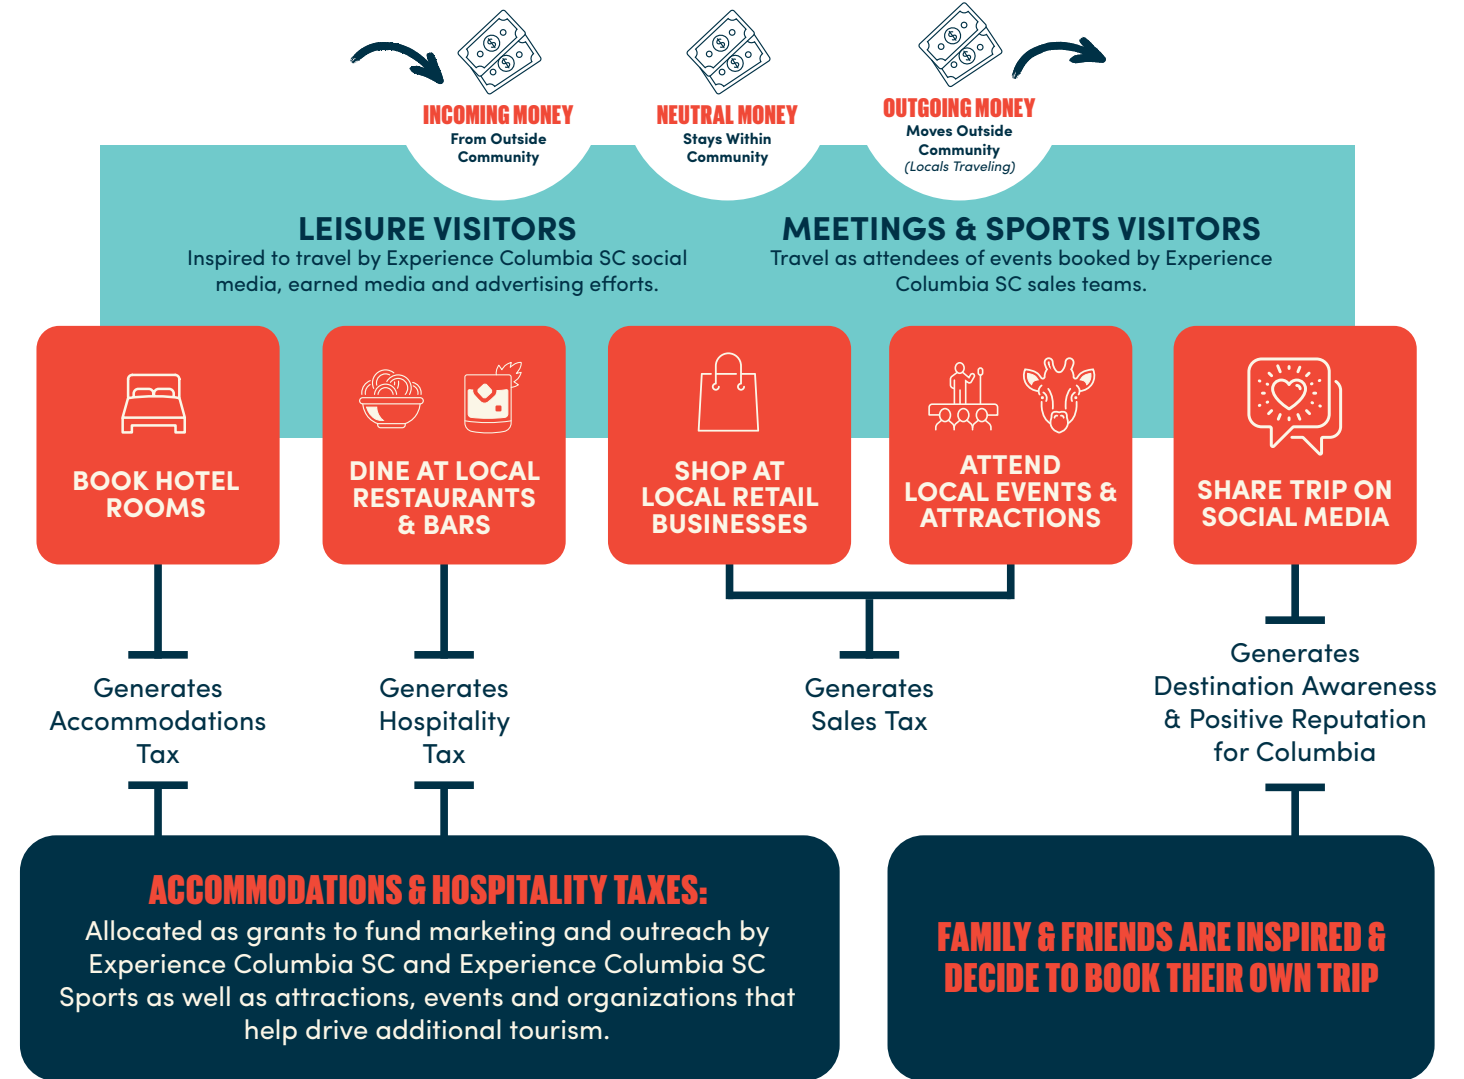 INCOMING MONEY
From Outside
Community
NEUTRAL MONEY
Stays Within
Community
OUTGOING MONEY
Moves Outside
Community
(Locals Traveling)
LEISURE VISITORS
Inspired to travel by Experience Columbia SC social
media, earned media and advertising efforts.
MEETINGS & SPORTS VISITORS
Travel as attendees of events booked by Experience
Columbia SC sales teams.
BOOK HOTEL
ROOMS
DINE AT LOCAL
RESTAURANTS
& BARS
SHOP AT
LOCAL RETAIL
BUSINESSES
ATTEND
LOCAL EVENTS &
ATTRACTIONS
SHARE TRIP ON
SOCIAL MEDIA
Generates
Accommodations
Tax
Generates
Hospitality
Tax
Generates
Sales Tax
Generates
Destination Awareness
& Positive Reputation
for Columbia
ACCOMMODATIONS & HOSPITALITY TAXES:
Allocated as grants to fund marketing and outreach by
Experience Columbia SC and Experience Columbia SC
Sports as well as attractions, events and organizations that
help drive additional tourism.
FAMILY & FRIENDS ARE INSPIRED &
DECIDE TO BOOK THEIR OWN TRIP